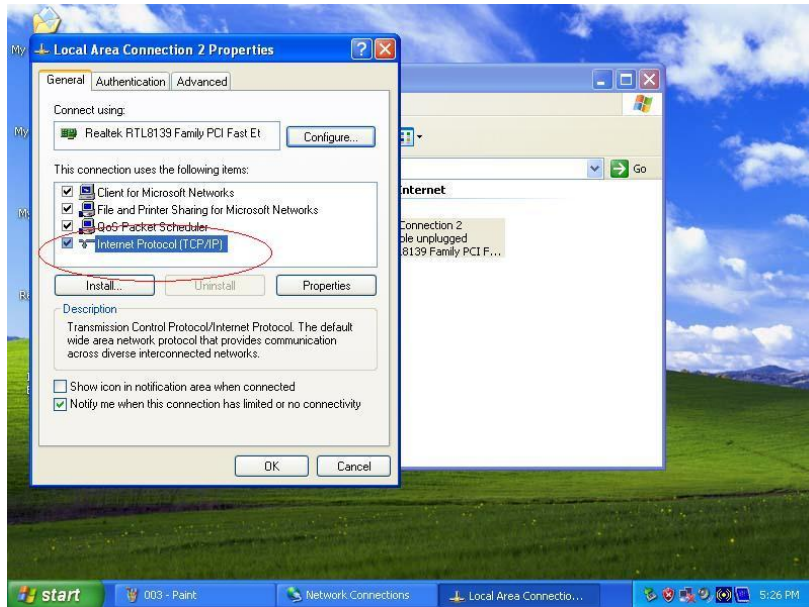 My
Local Area Connection 2 Properties
General Authentication Advanced
Connect using:
Realtek RTL8139 Family PCI Fast Et
Configure...
This connection uses the following items:
Client for Microsoft Networks
File and Printer Sharing for Microsoft Networks
QoS Packet Scheduler
Internet Protocol (TCP/IP)
Install... Uninstall Properties
Description
Transmission Control Protocol/Internet Protocol. The default
wide area network protocol that provides communication
across diverse interconnected networks.
Show icon in notification area when connected
Notify me when this connection has limited or no connectivity
OK Cancel
Go
nternet
Connection 2
ble unplugged
8139 Family PCI F...
My
start
003 - Paint
Network Connections
Local Area Connectio...
5:26 PM